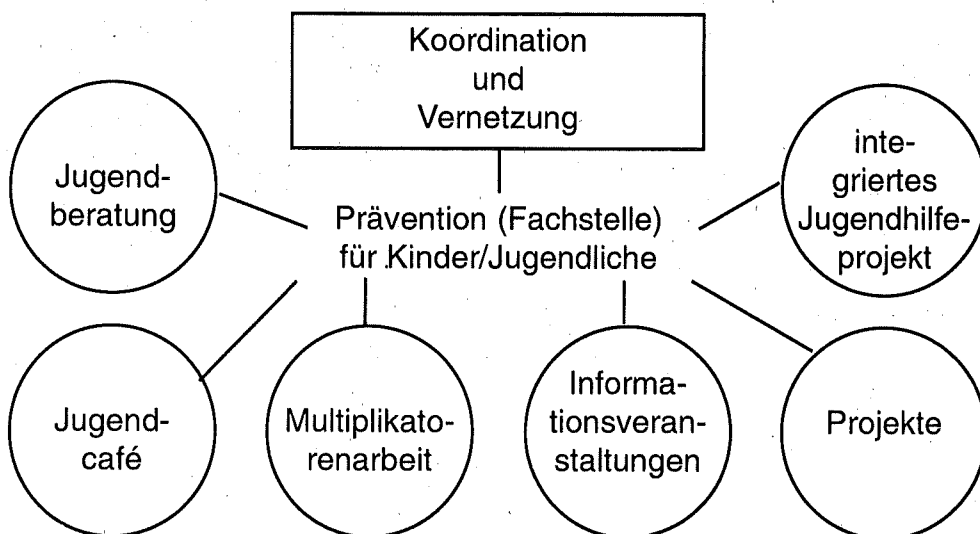 Koordination
und
Vernetzung
Jugend-
beratung
inte-
griertes
Jugendhilfe-
projekt
Prävention (Fachstelle)
für Kinder/Jugendliche
Jugend-
café
Multiplikato-
renarbeit
Informa-
tionsveran-
staltungen
Projekte